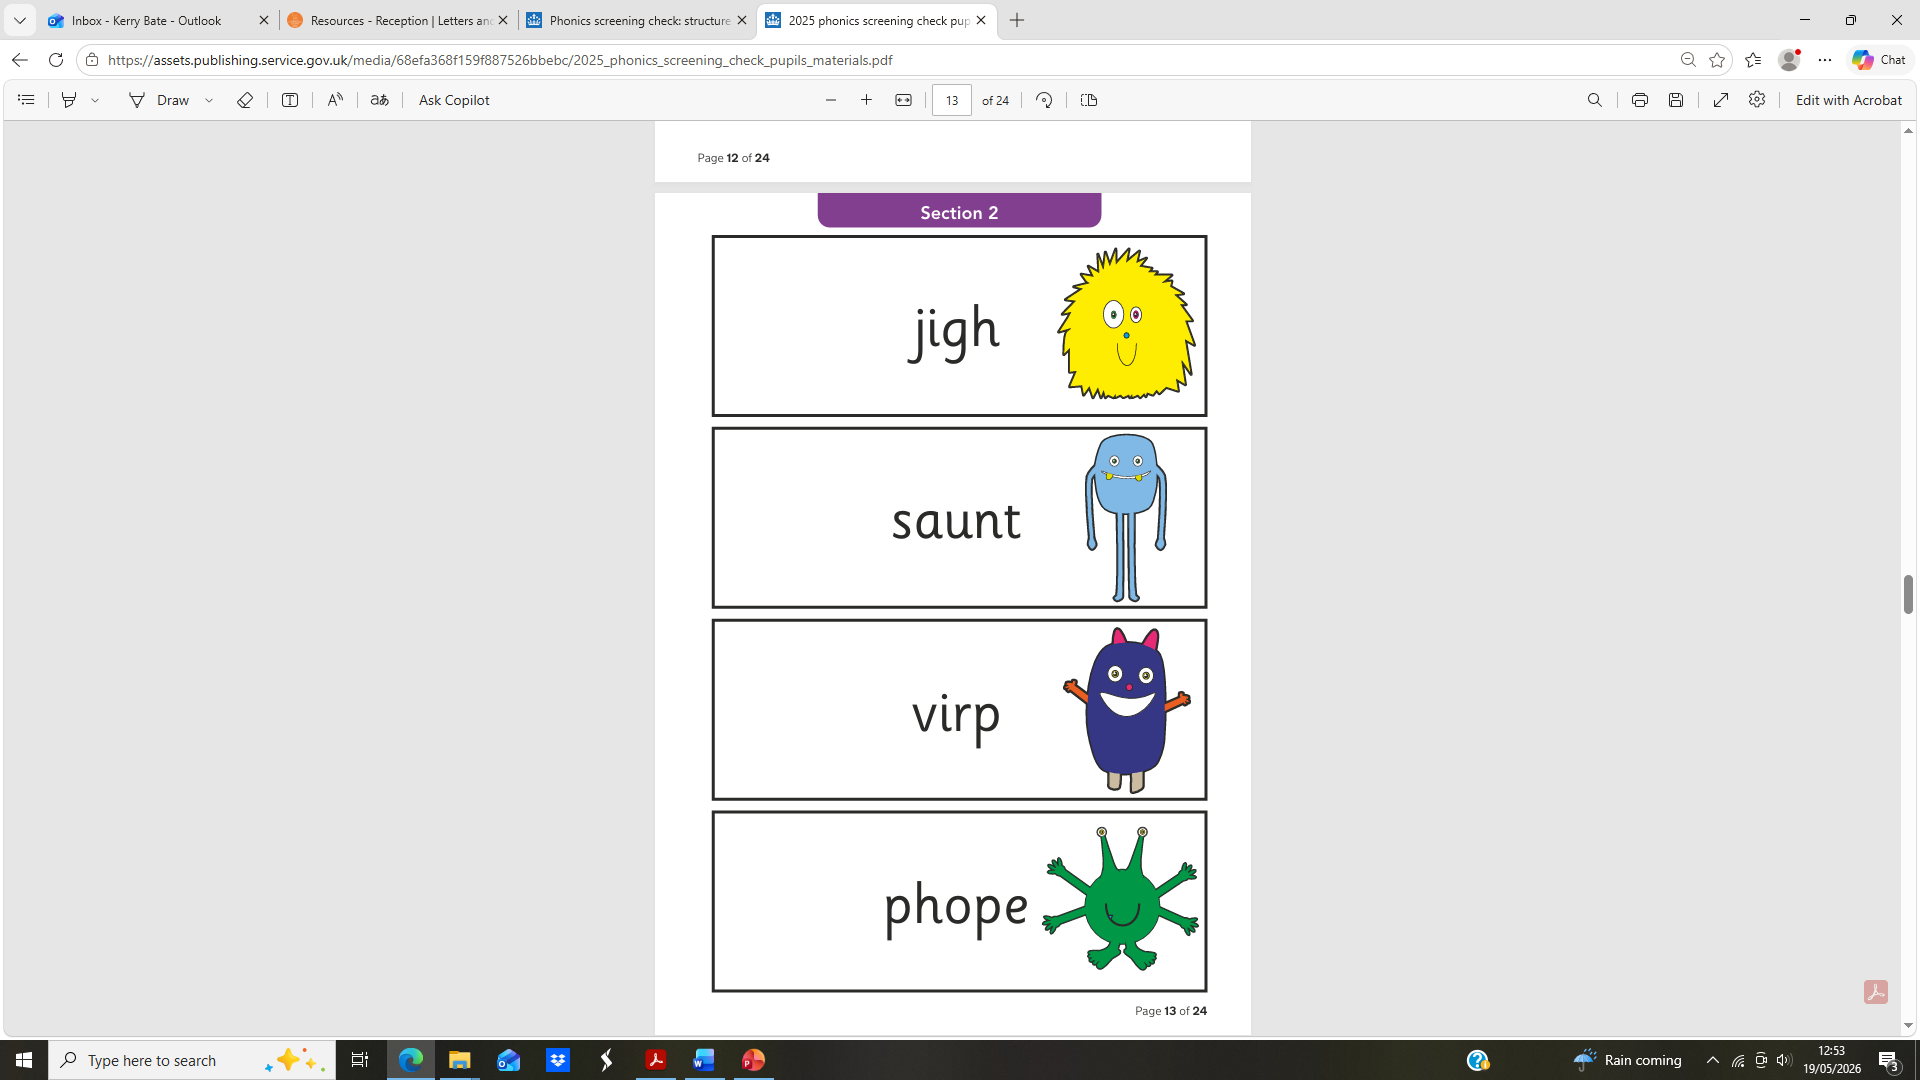 Inbox - Kerry Bate - Outlook
Resources - Reception | Letters and
Phonics screening check: structure
2025 phonics screening check pup
https://assets.publishing.service.gov.uk/media/68efa368f159f887526bbebc/2025_phonics_screening_check_pupils_materials.pdf
Chat
Draw
Ask Copilot
13 of 24
Edit with Acrobat
Page 12 of 24
Section 2
jigh
saunt
virp
phope
Page 13 of 24
Type here to search
Rain coming
12:53
19/05/2026
3